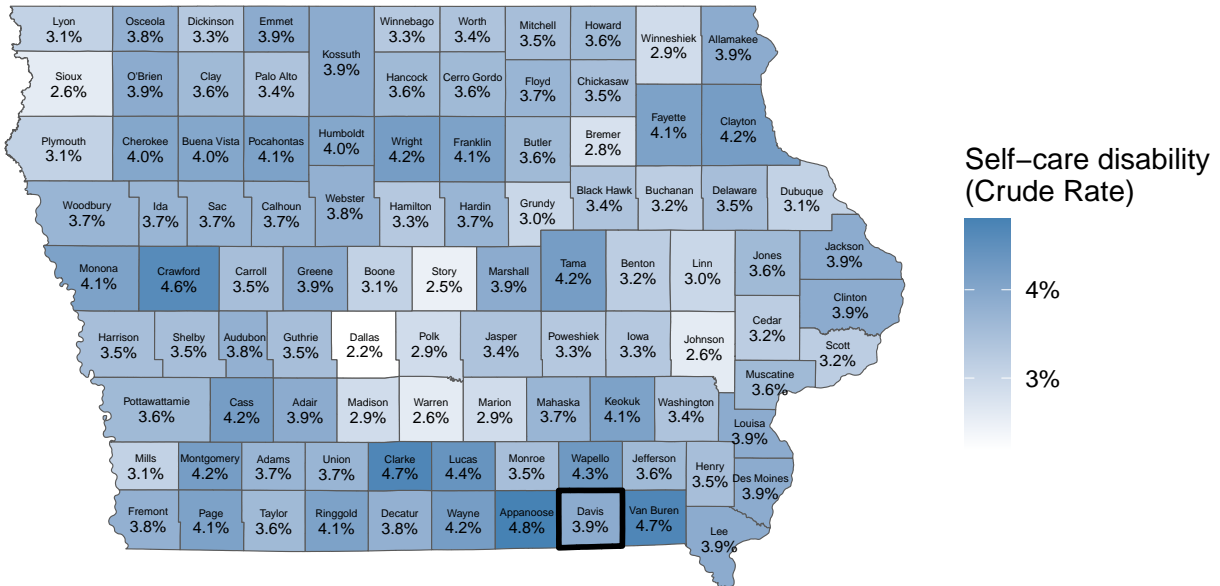 Lyon
3.1%
Osceola
3.8%
Dickinson
3.3%
Emmet
3.9%
Kossuth
3.9%
Winnebago
3.3%
Worth
3.4%
Mitchell
3.5%
Howard
3.6%
Winneshiek
2.9%
Allamakee
3.9%
Sioux
2.6%
O'Brien
3.9%
Clay
3.6%
Palo Alto
3.4%
Hancock
3.6%
Cerro Gordo
3.6%
Floyd
3.7%
Chickasaw
3.5%
Fayette
4.1%
Clayton
4.2%
Plymouth
3.1%
Cherokee
4.0%
Buena Vista
4.0%
Pocahontas
4.1%
Humboldt
4.0%
Wright
4.2%
Franklin
4.1%
Butler
3.6%
Bremer
2.8%
Woodbury
3.7%
Ida
3.7%
Sac
3.7%
Calhoun
3.7%
Webster
3.8%
Hamilton
3.3%
Hardin
3.7%
Grundy
3.0%
Black Hawk
3.4%
Buchanan
3.2%
Delaware
3.5%
Dubuque
3.1%
Monona
4.1%
Crawford
4.6%
Carroll
3.5%
Greene
3.9%
Boone
3.1%
Story
2.5%
Marshall
3.9%
Tama
4.2%
Benton
3.2%
Linn
3.0%
Jones
3.6%
Jackson
3.9%
Clinton
3.9%
Harrison
3.5%
Shelby
3.5%
Audubon
3.8%
Guthrie
3.5%
Dallas
2.2%
Polk
2.9%
Jasper
3.4%
Poweshiek
3.3%
Iowa
3.3%
Johnson
2.6%
Cedar
3.2%
Scott
3.2%
Muscatine
3.6%
Pottawattamie
3.6%
Cass
4.2%
Adair
3.9%
Madison
2.9%
Warren
2.6%
Marion
2.9%
Mahaska
3.7%
Keokuk
4.1%
Washington
3.4%
Louisa
3.9%
Mills
3.1%
Montgomery
4.2%
Adams
3.7%
Union
3.7%
Clarke
4.7%
Lucas
4.4%
Monroe
3.5%
Wapello
4.3%
Jefferson
3.6%
Henry
3.5%
Des Moines
3.9%
Fremont
3.8%
Page
4.1%
Taylor
3.6%
Ringgold
4.1%
Decatur
3.8%
Wayne
4.2%
Appanoose
4.8%
Davis
3.9%
Van Buren
4.7%
Lee
3.9%
Self−care disability
(Crude Rate)
4%
3%